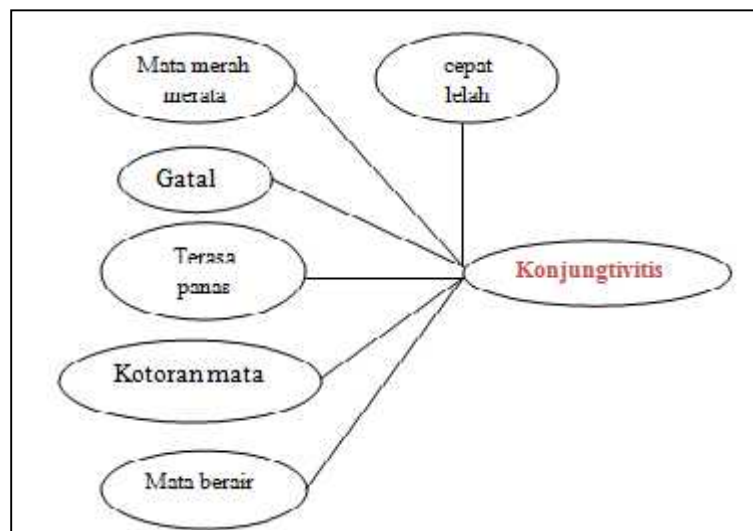 Mata merah
merata
cepat
lelah
Gatal
Terasa
panas
Konjungtivitis
Kotoran mata
Mata berair